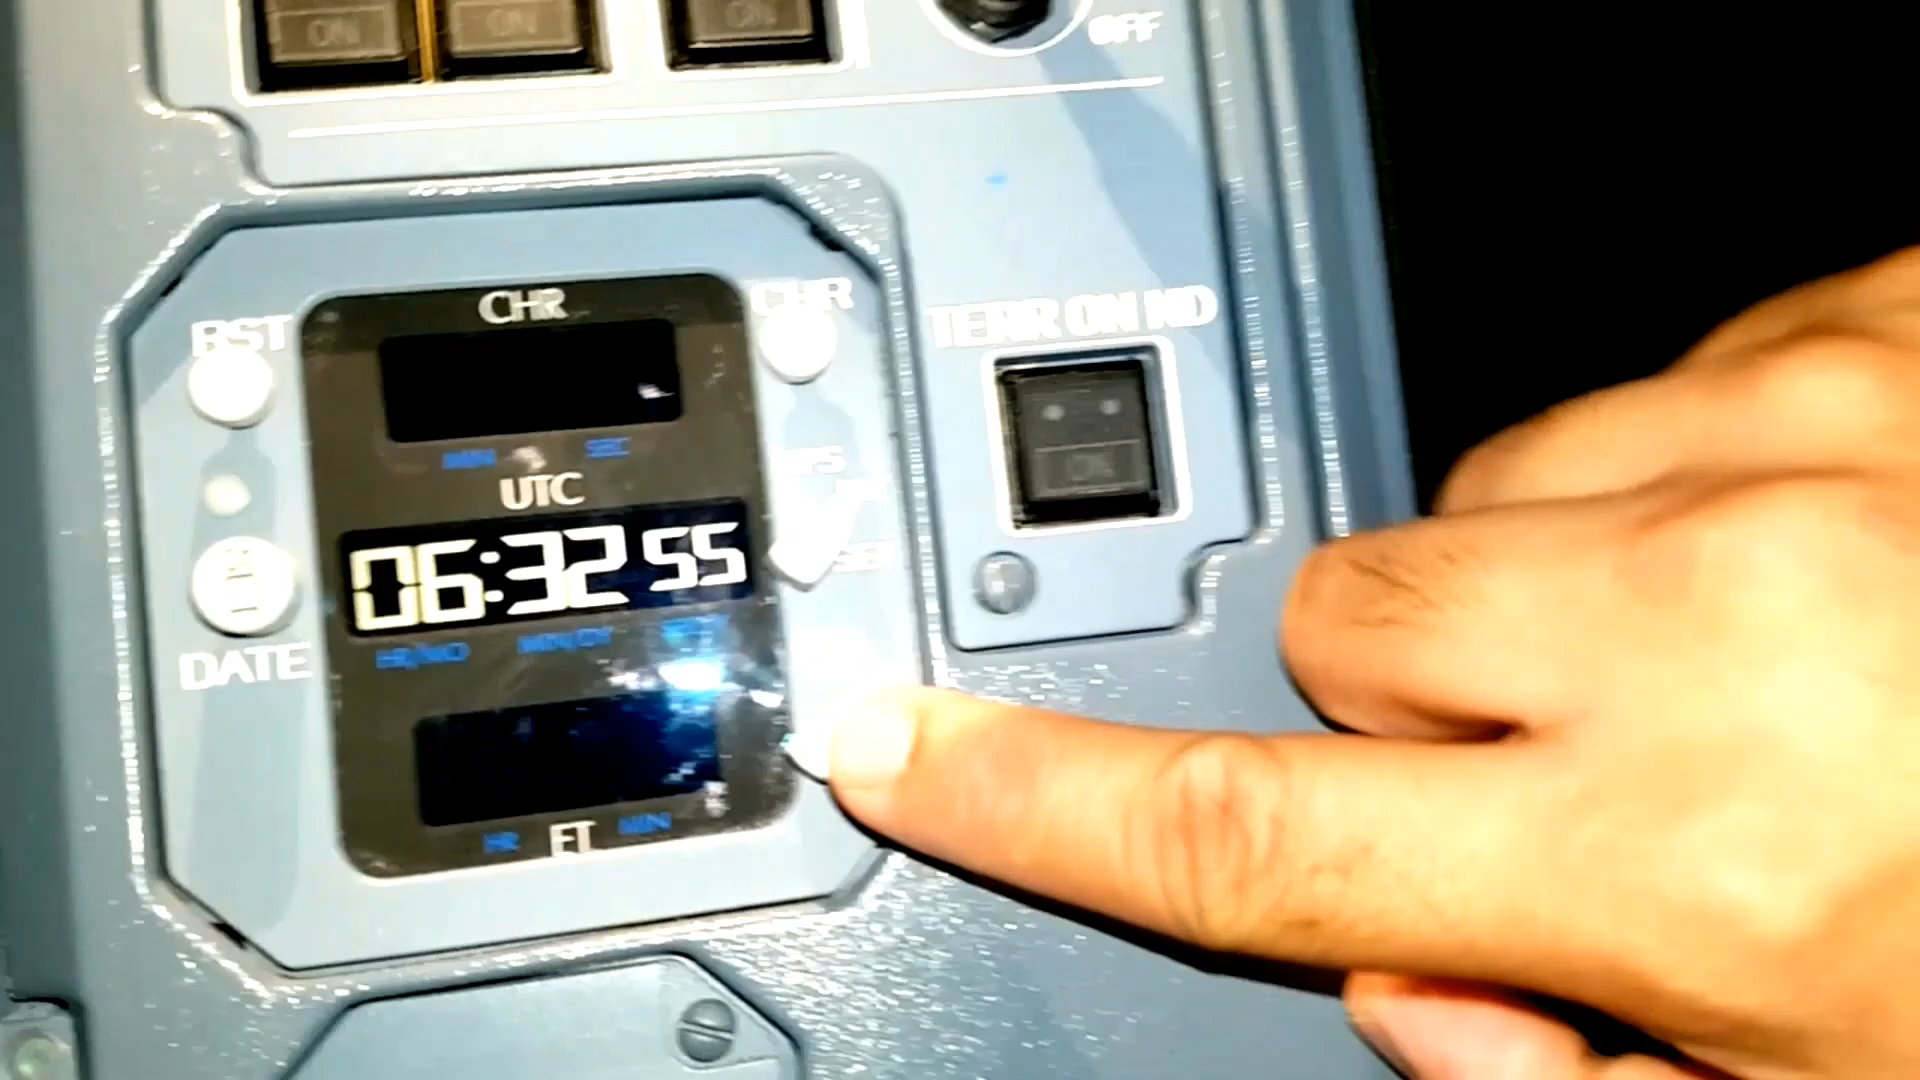 ON ON ON
OFF
CHR
RST
CHR
TERR ON ND
MIN SEC
UTC
ON
06:32 55
HR/MO MIN/DY
DATE
HR ET MIN